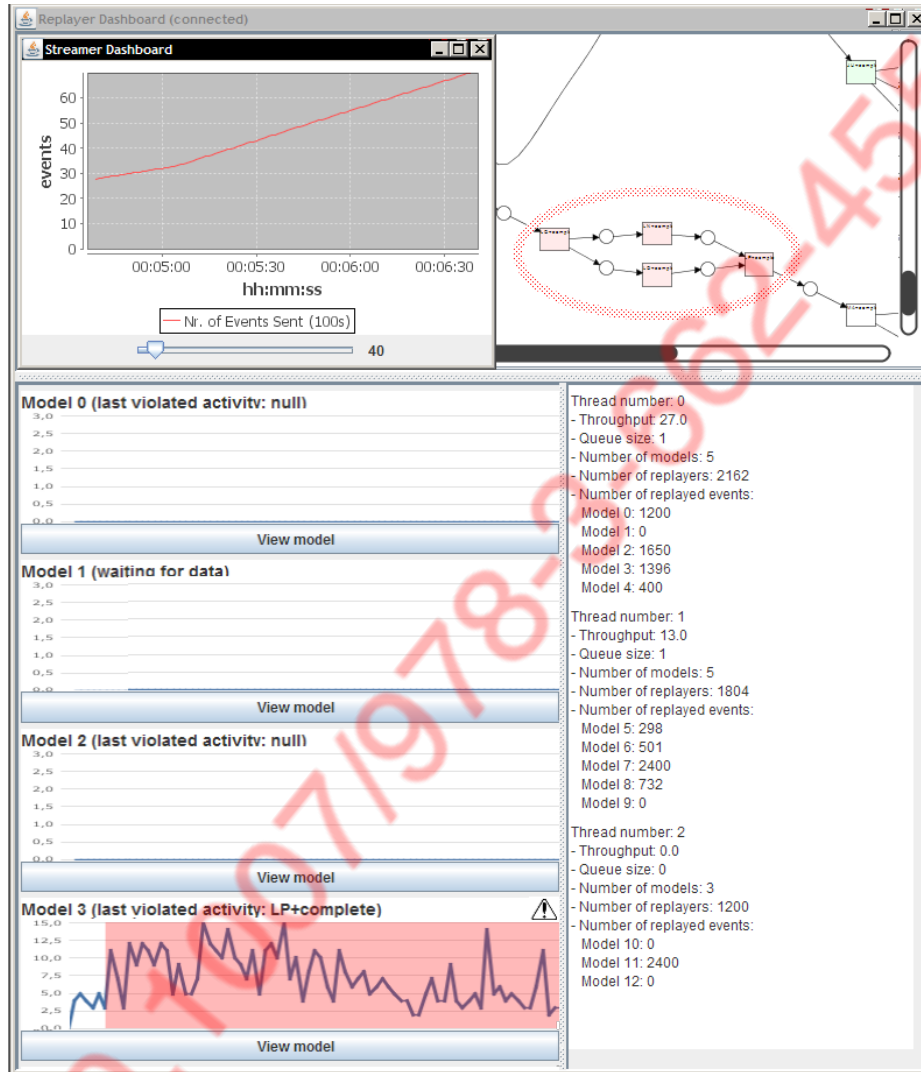 Replayer Dashboard (connected)
Streamer Dashboard
events
60
50
40
30
20
10
0
00:05:00 00:05:30 00:06:00 00:06:30
hh:mm:ss
Nr. of Events Sent (100s)
40
Model 0 (last violated activity: null)
3,0
2,5
2,0
1,5
1,0
0,5
0,0
View model
Model 1 (waiting for data)
3,0
2,5
2,0
1,5
1,0
0,5
0,0
View model
Model 2 (last violated activity: null)
3,0
2,5
2,0
1,5
1,0
0,5
0,0
View model
Model 3 (last violated activity: LP+complete)
15,0
12,5
10,0
7,5
5,0
2,5
0,0
View model
Thread number: 0
- Throughput: 27.0
- Queue size: 1
- Number of models: 5
- Number of replayers: 2162
- Number of replayed events:
Model 0: 1200
Model 1: 0
Model 2: 1650
Model 3: 1396
Model 4: 400
Thread number: 1
- Throughput: 13.0
- Queue size: 1
- Number of models: 5
- Number of replayers: 1804
- Number of replayed events:
Model 5: 298
Model 6: 501
Model 7: 2400
Model 8: 732
Model 9: 0
Thread number: 2
- Throughput: 0.0
- Queue size: 0
- Number of models: 3
- Number of replayers: 1200
- Number of replayed events:
Model 10: 0
Model 11: 2400
Model 12: 0
1007/978-3-662-455